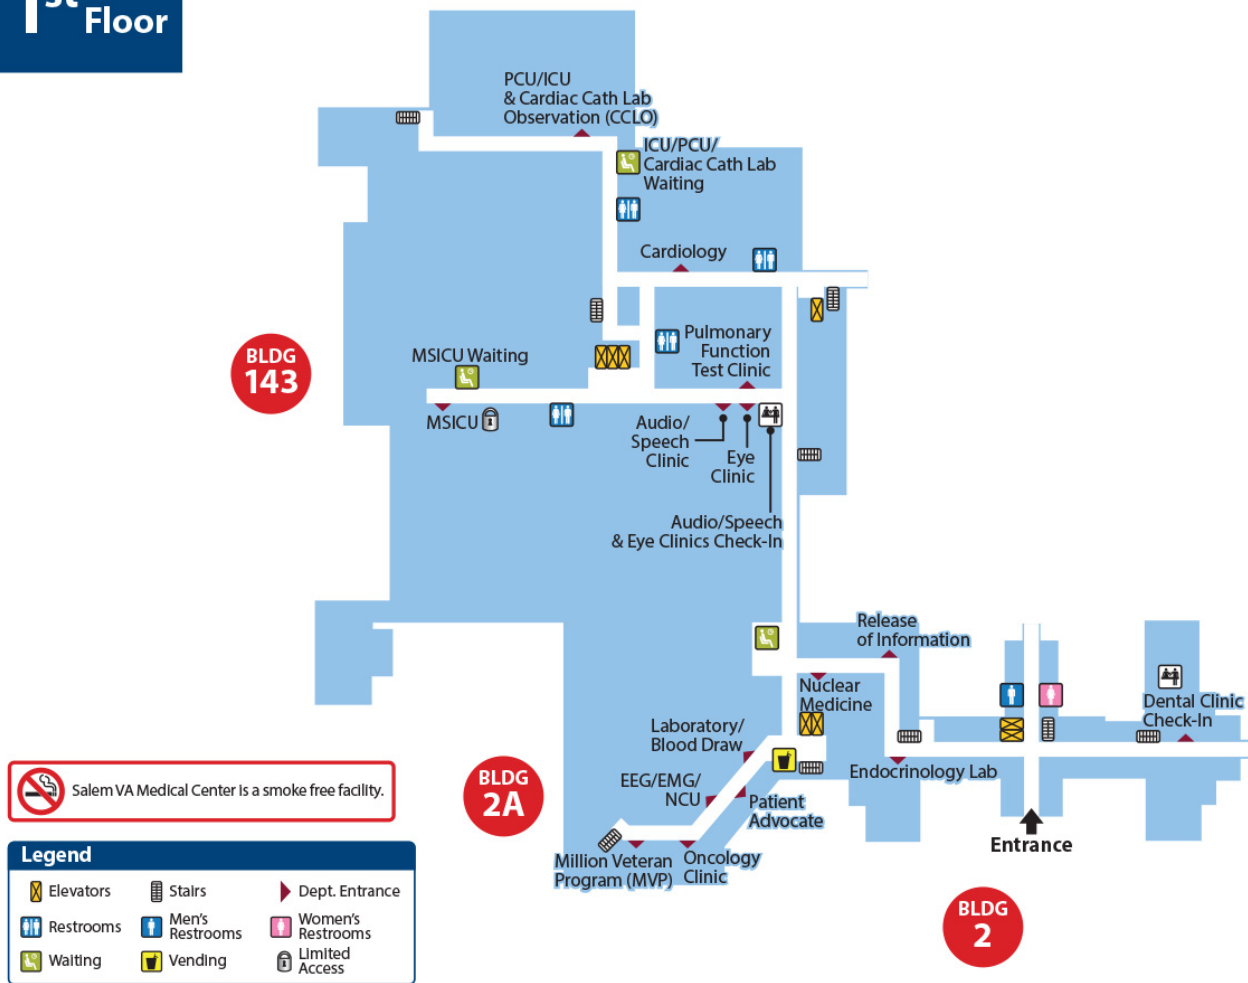 1st
Floor
PCU/ICU
& Cardiac Cath Lab
Observation (CCLO)
ICU/PCU/
Cardiac Cath Lab
Waiting
Cardiology
Pulmonary
Function
Test Clinic
BLDG
143
MSICU Waiting
MSICU
Audio/
Speech
Clinic
Eye
Clinic
Audio/Speech
& Eye Clinics Check-In
Release
of Information
Nuclear
Medicine
Dental Clinic
Check-In
Laboratory/
Blood Draw
Endocrinology Lab
EEG/EMG/
NCU
Patient
Advocate
BLDG
2A
Salem VA Medical Center is a smoke free facility.
Entrance
Million Veteran
Program (MVP)
Oncology
Clinic
BLDG
2
Legend
Elevators
Stairs
Dept. Entrance
Restrooms
Men's
Restrooms
Women's
Restrooms
Waiting
Vending
Limited
Access